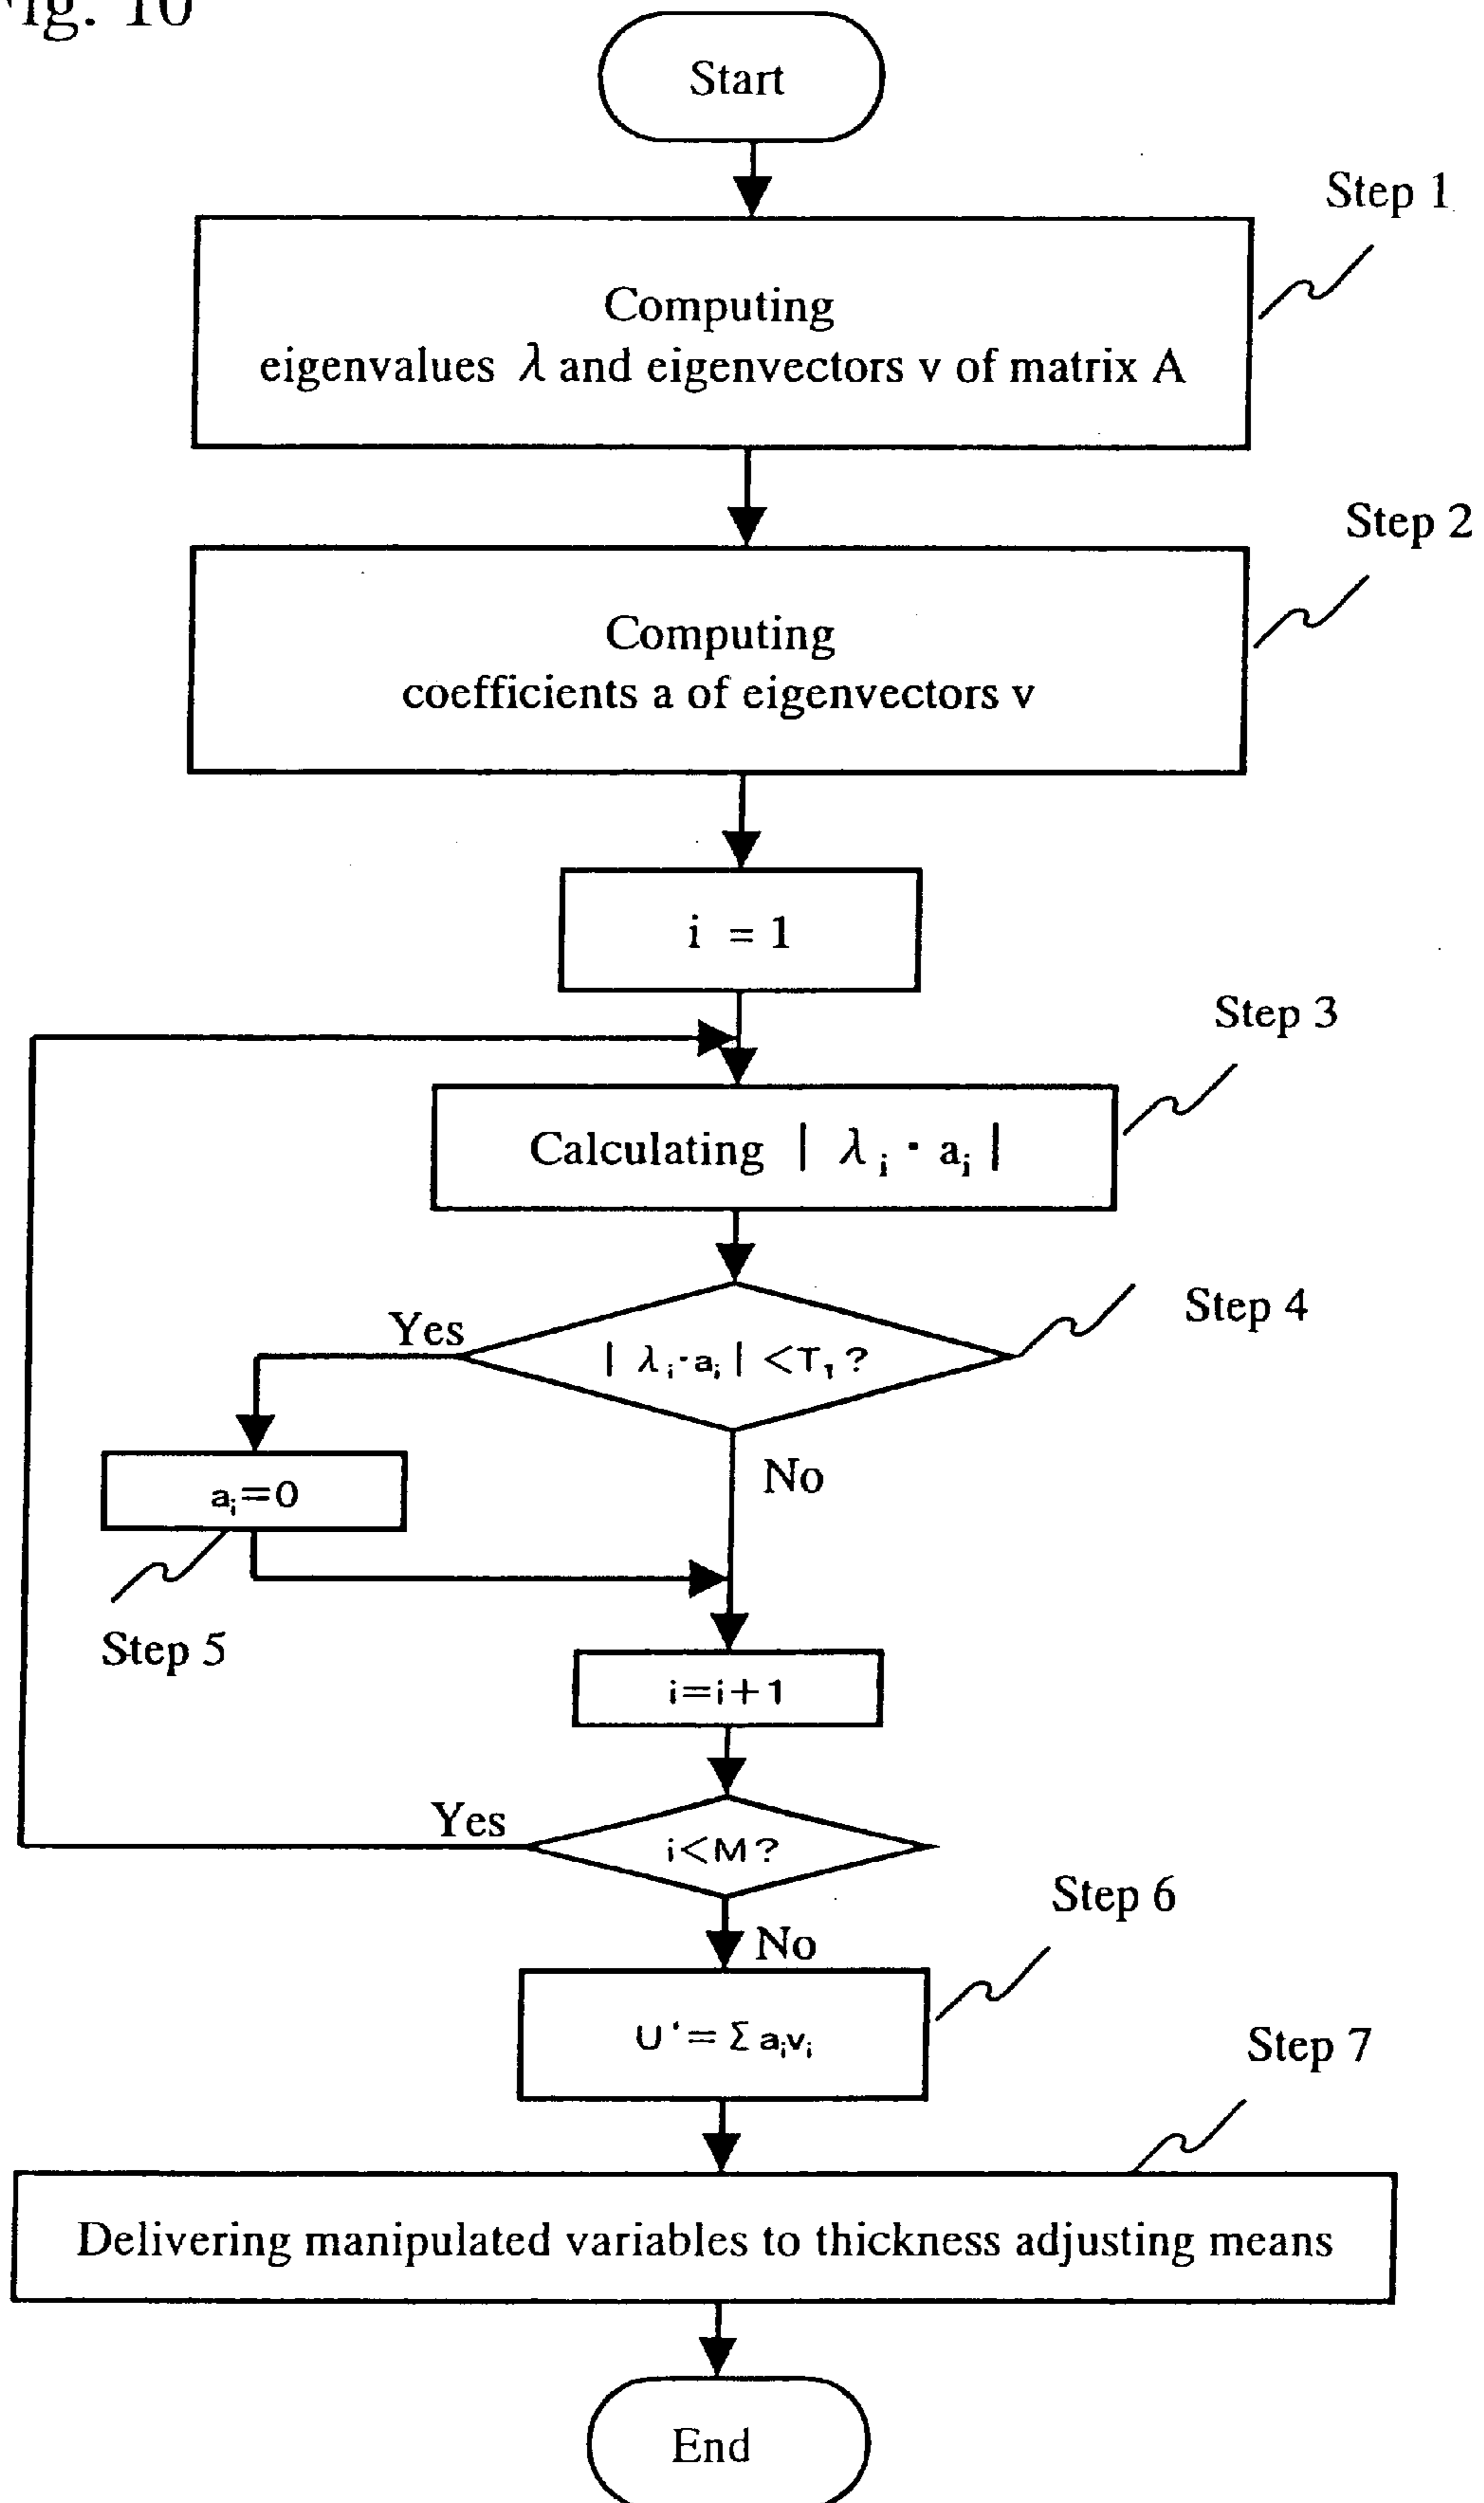 Fig. 10
Start
Step 1
Computing
eigenvalues λ and eigenvectors v of matrix A
Step 2
Computing
coefficients a of eigenvectors v
i = 1
Step 3
Calculating | λi · ai |
Step 4
Yes
| λi·ai | <T1 ?
No
ai=0
Step 5
i=i+1
Yes
i<M?
Step 6
No
U '= Σ aivi
Step 7
Delivering manipulated variables to thickness adjusting means
End